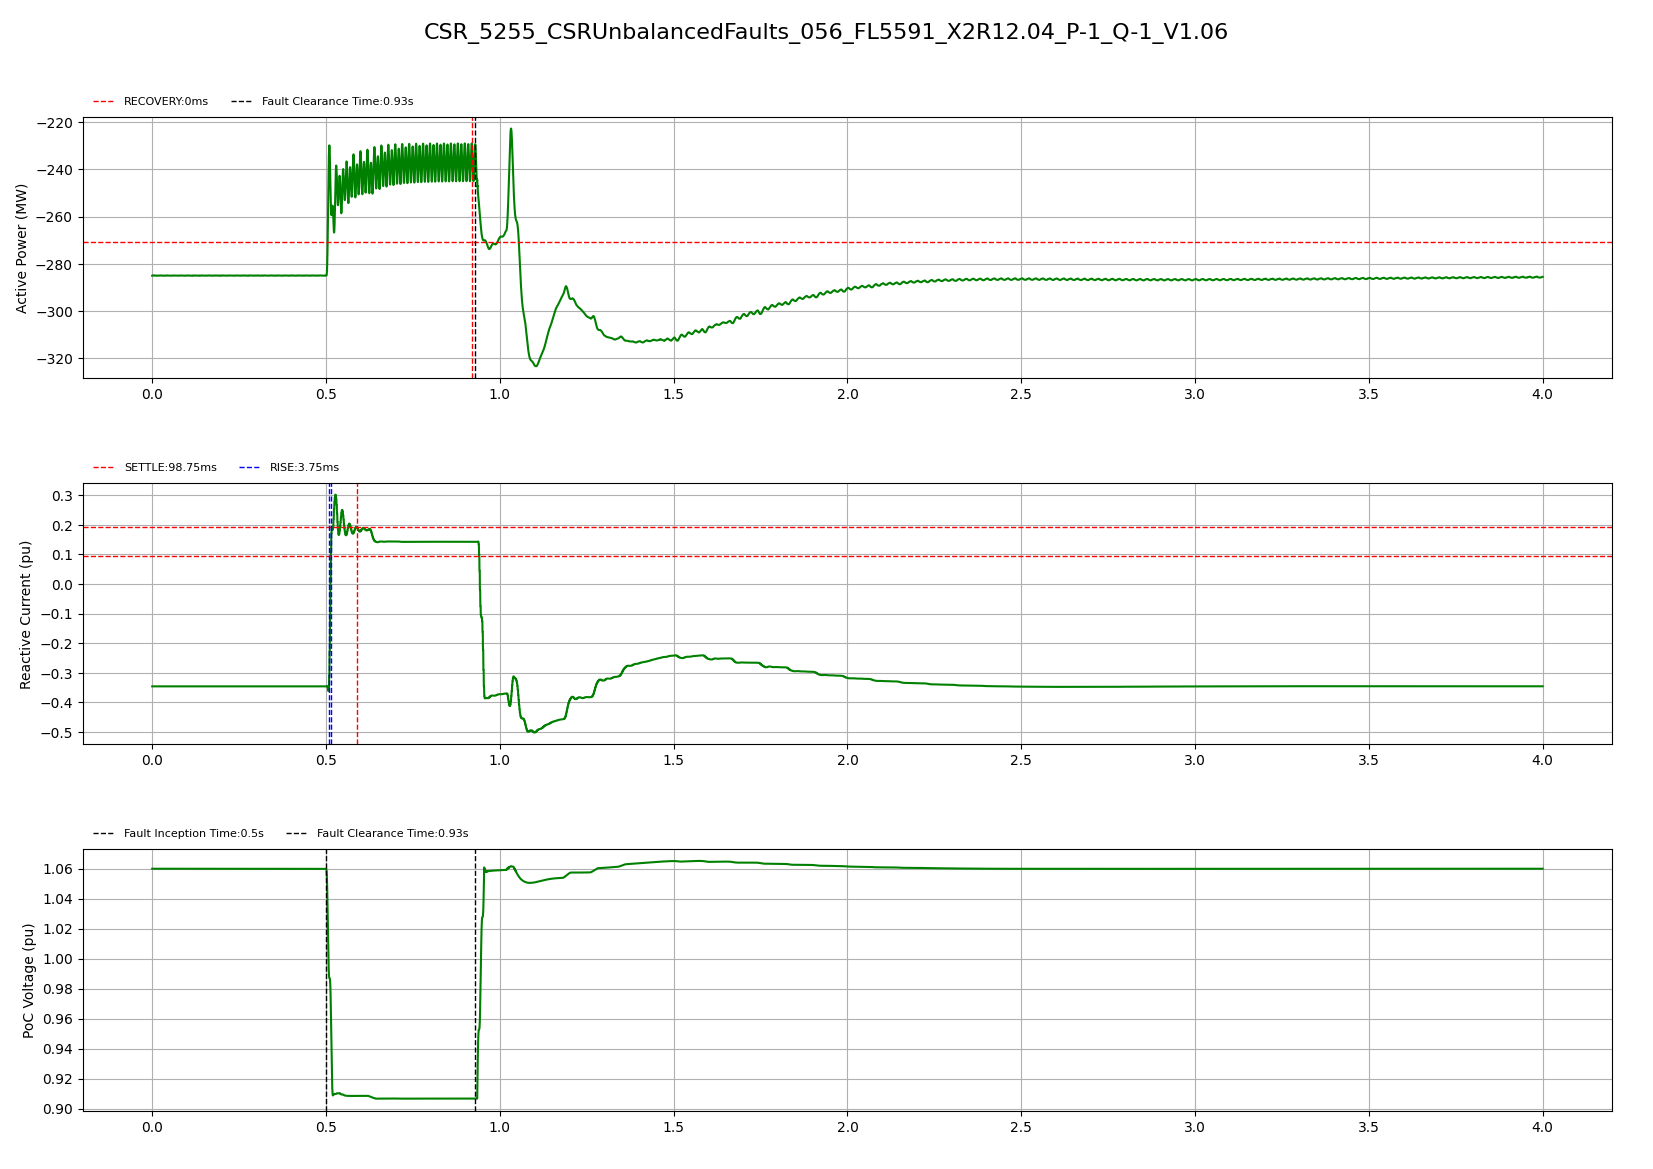 CSR_5255_CSRUnbalancedFaults_056_FL5591_X2R12.04_P-1_Q-1_V1.06
RECOVERY:0ms Fault Clearance Time:0.93s
Active Power (MW)
−220
−240
−260
−280
−300
−320
0.0 0.5 1.0 1.5 2.0 2.5 3.0 3.5 4.0
SETTLE:98.75ms RISE:3.75ms
Reactive Current (pu)
0.3
0.2
0.1
0.0
−0.1
−0.2
−0.3
−0.4
−0.5
0.0 0.5 1.0 1.5 2.0 2.5 3.0 3.5 4.0
Fault Inception Time:0.5s Fault Clearance Time:0.93s
PoC Voltage (pu)
1.06
1.04
1.02
1.00
0.98
0.96
0.94
0.92
0.90
0.0 0.5 1.0 1.5 2.0 2.5 3.0 3.5 4.0